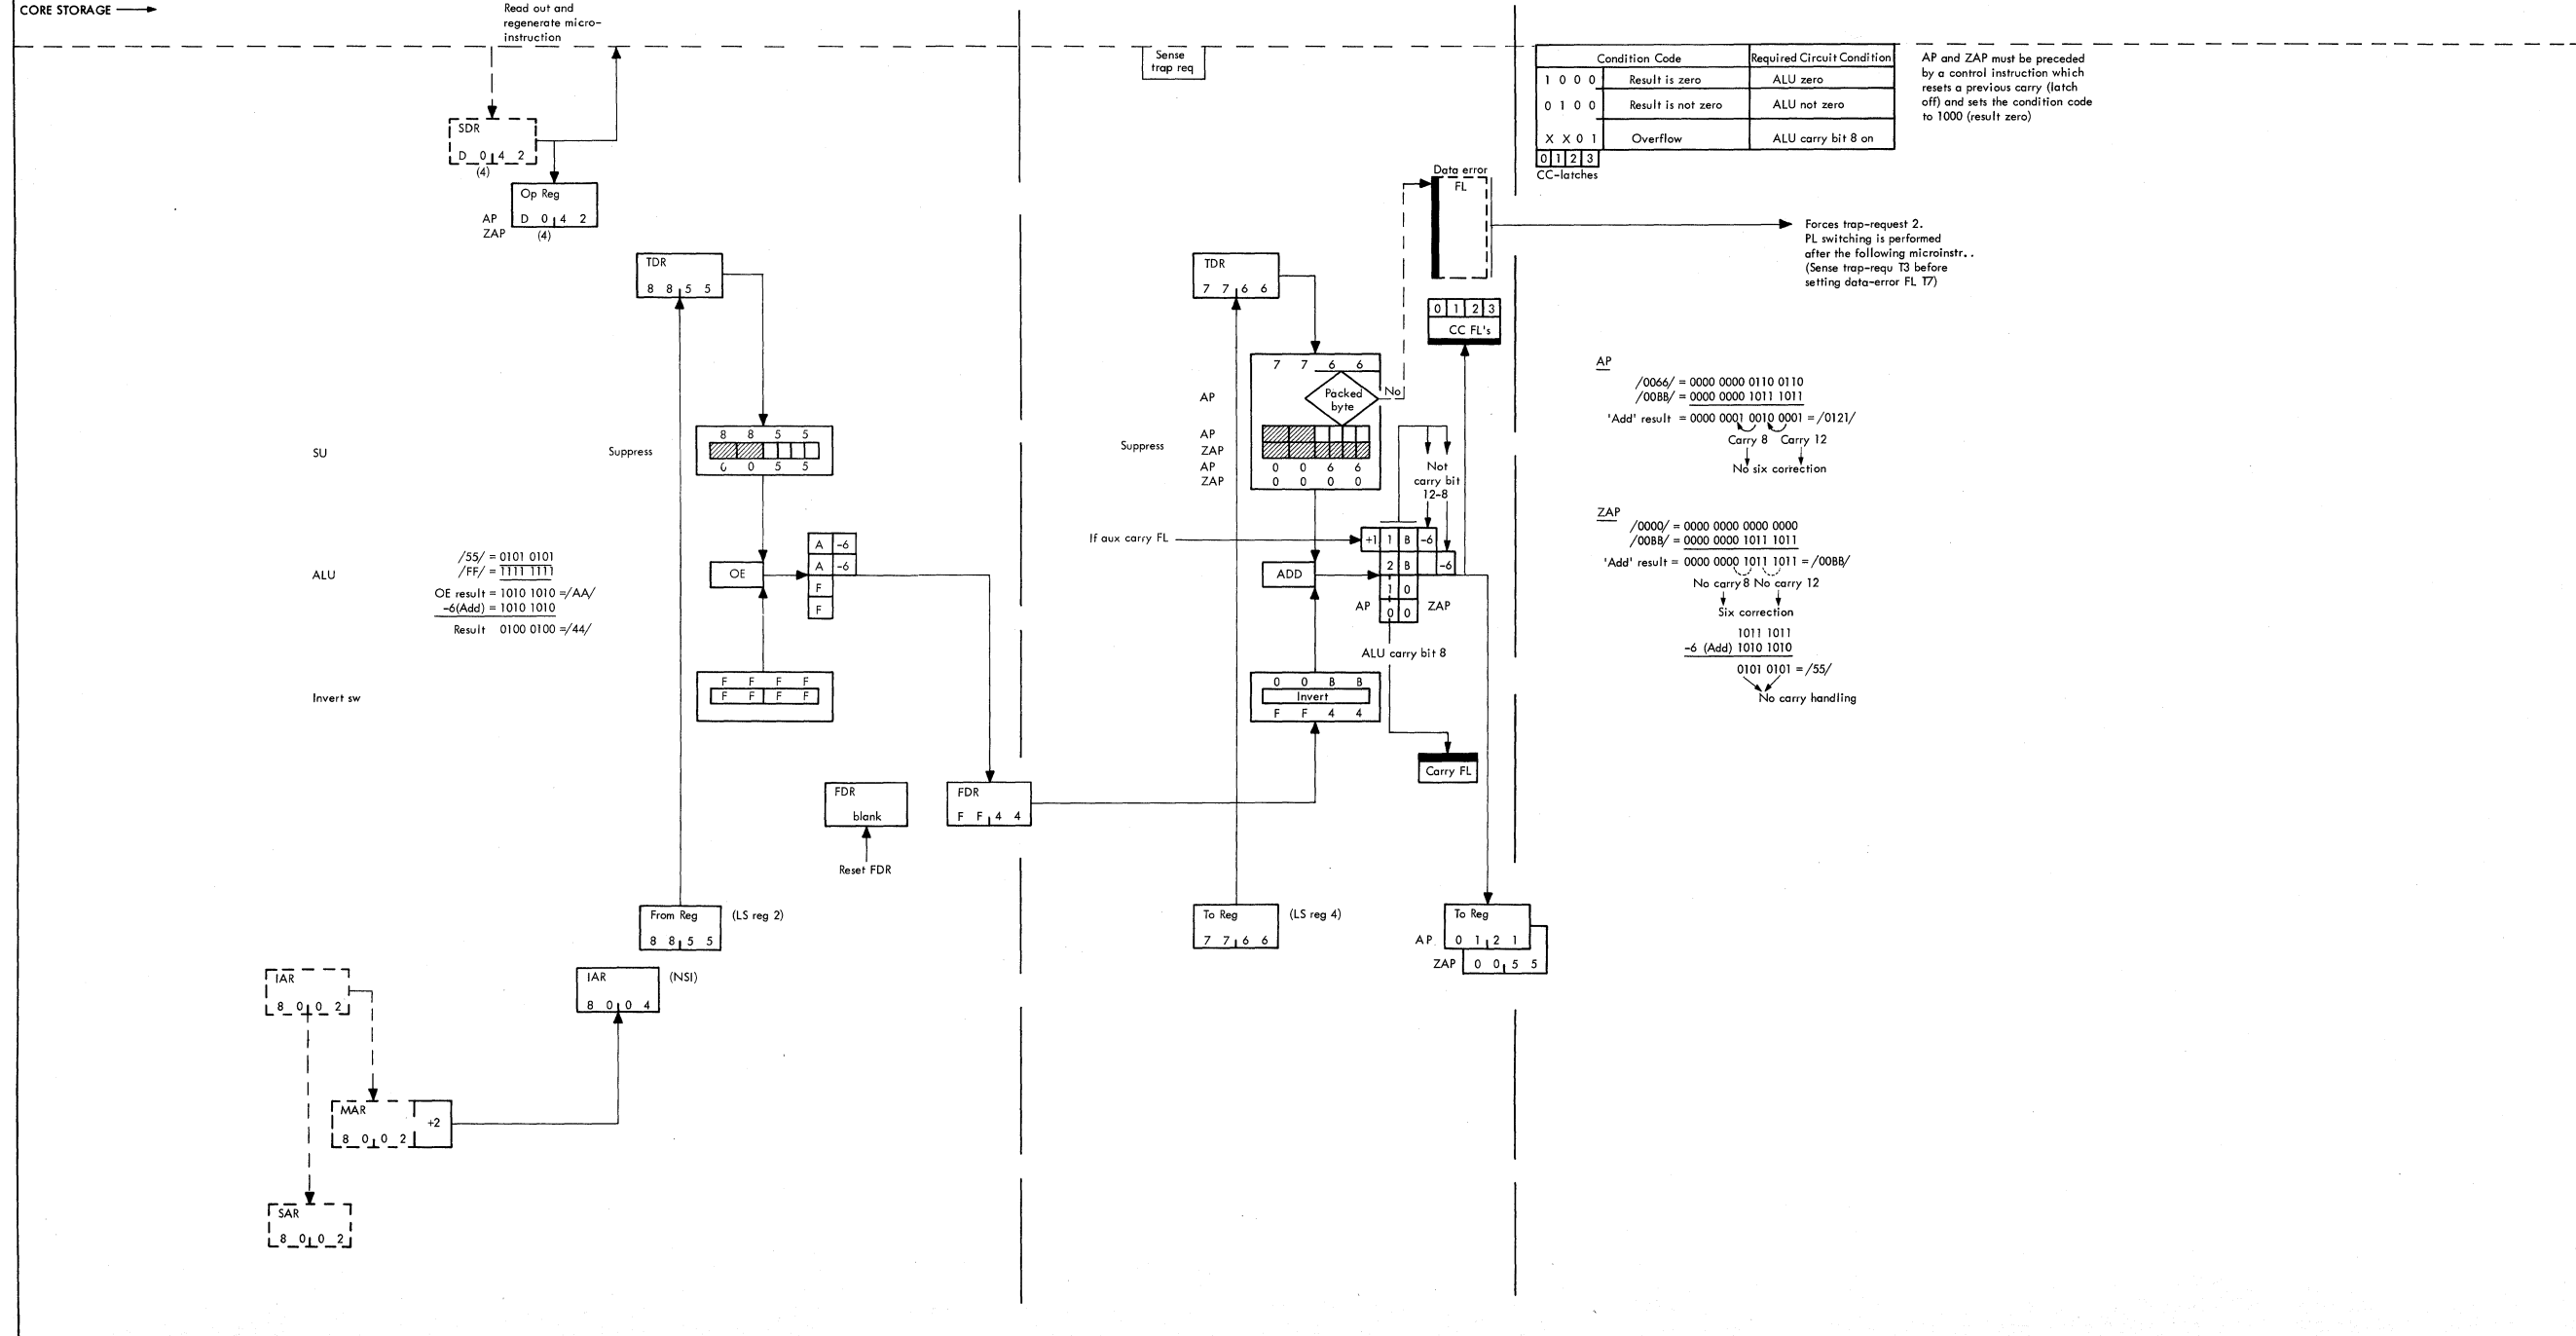 CORE STORAGE
Read out and
regenerate micro-
instruction
Sense
trap req
Condition Code Required Circuit Condition
1 0 0 0 Result is zero ALU zero
0 1 0 0 Result is not zero ALU not zero
X X 0 1 Overflow ALU carry bit 8 on
0 1 2 3
CC-latches
AP and ZAP must be preceded
by a control instruction which
resets a previous carry (latch
off) and sets the condition code
to 1000 (result zero)
SDR
D 0 4 2
(4)
Op Reg
AP D 0 4 2
ZAP (4)
TDR
8 8 5 5
TDR
7 7 6 6
Data error
FL
Forces trap-request 2.
PL switching is performed
after the following microinstr..
(Sense trap-requ T3 before
setting data-error FL T7)
0 1 2 3
CC FL's
SU
Suppress
8 8 5 5
0 0 5 5
7 7 6 6
AP
Packed
byte
No
Suppress
AP
ZAP
AP 0 0 6 6
ZAP 0 0 0 0
Not
carry bit
12-8
AP
/0066/ = 0000 0000 0110 0110
/00BB/ = 0000 0000 1011 1011
'Add' result = 0000 0001 0010 0001 = /0121/
Carry 8 Carry 12
No six correction
ZAP
/0000/ = 0000 0000 0000 0000
/00BB/ = 0000 0000 1011 1011
'Add' result = 0000 0000 1011 1011 = /00BB/
No carry 8 No carry 12
Six correction
1011 1011
-6 (Add) 1010 1010
0101 0101 = /55/
No carry handling
ALU
/55/ = 0101 0101
/FF/ = 1111 1111
OE result = 1010 1010 =/AA/
-6(Add) = 1010 1010
Result 0100 0100 =/44/
OE
A -6
A -6
F
F
If aux carry FL
ADD
+1 1 B -6
2 B -6
1 0
AP 0 0 ZAP
ALU carry bit 8
Invert sw
F F F F
F F F F
0 0 B B
Invert
F F 4 4
Carry FL
FDR
blank
Reset FDR
FDR
F F 4 4
From Reg
8 8 5 5
(LS reg 2)
To Reg
7 7 6 6
(LS reg 4)
To Reg
AP 0 1 2 1
ZAP 0 0 5 5
IAR
8 0 0 2
IAR
8 0 0 4
(NSI)
MAR
8 0 0 2
+2
SAR
8 0 0 2